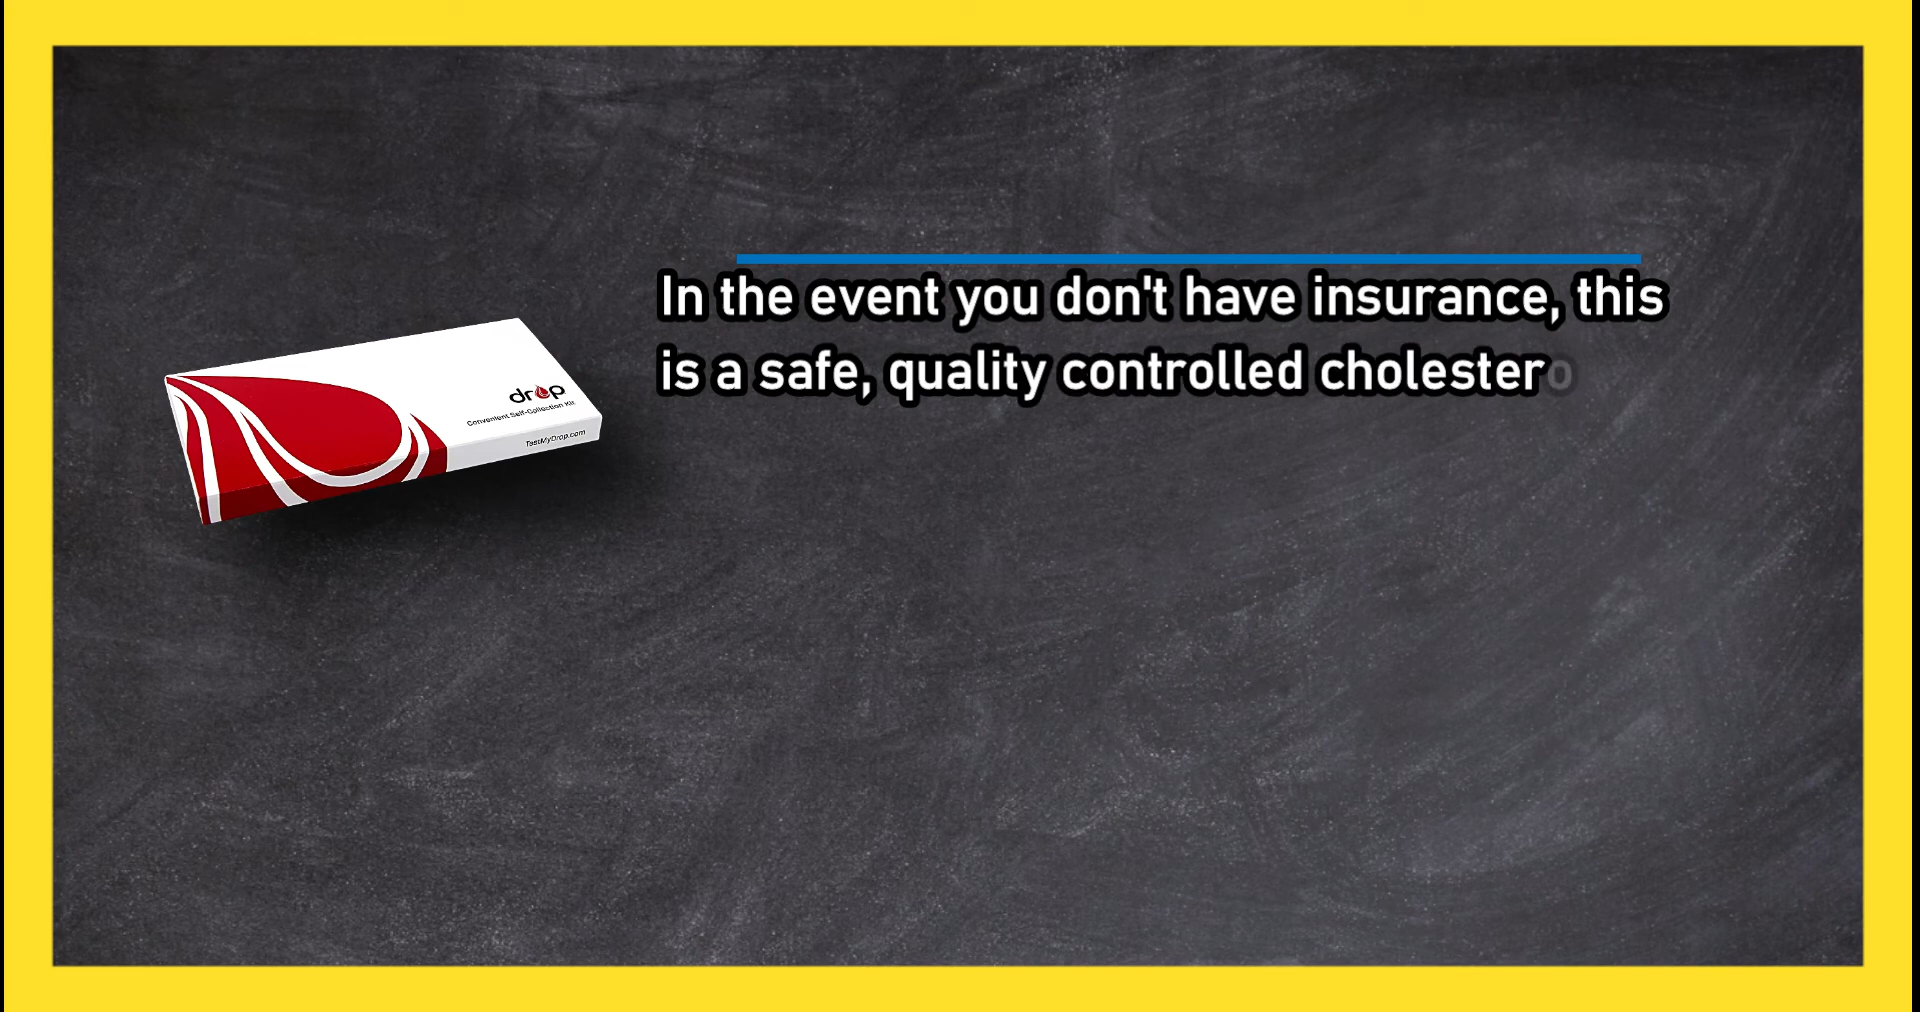 In the event you don't have insurance, this
is a safe, quality controlled cholestero
drop
Convenient Self-Collection Kit
TestMyDrop.com